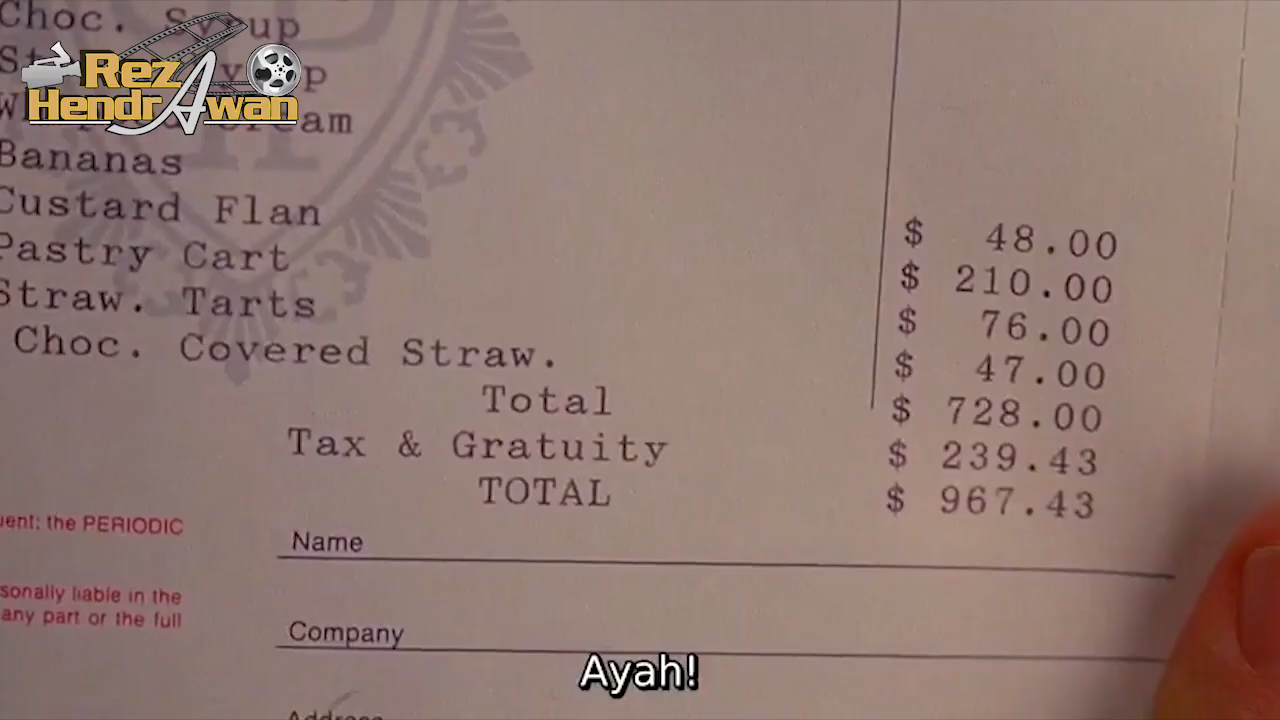 Choc. Syrup
Rez
HendrAwan
Bananas
Custard Flan $ 48.00
Pastry Cart $ 210.00
Straw. Tarts $ 76.00
Choc. Covered Straw. $ 47.00
Total $ 728.00
Tax & Gratuity $ 239.43
TOTAL $ 967.43
the PERIODIC
Name
liable in the
any part or the full
Company
Ayah!
Address